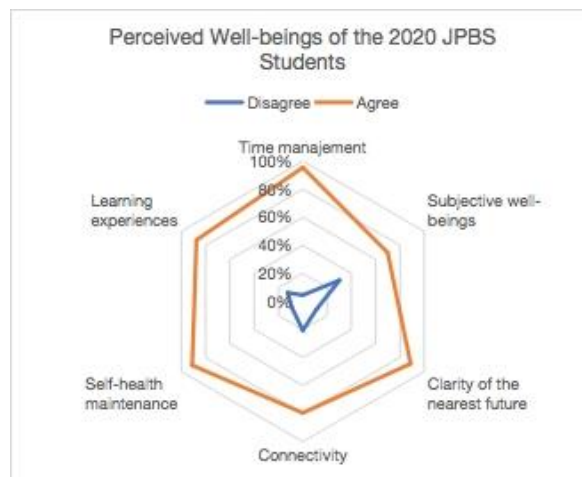 Perceived Well-beings of the 2020 JPBS
Students
Disagree
Agree
Time manajement
100%
80%
60%
40%
20%
0%
Subjective well-
beings
Clarity of the
nearest future
Connectivity
Self-health
maintenance
Learning
experiences